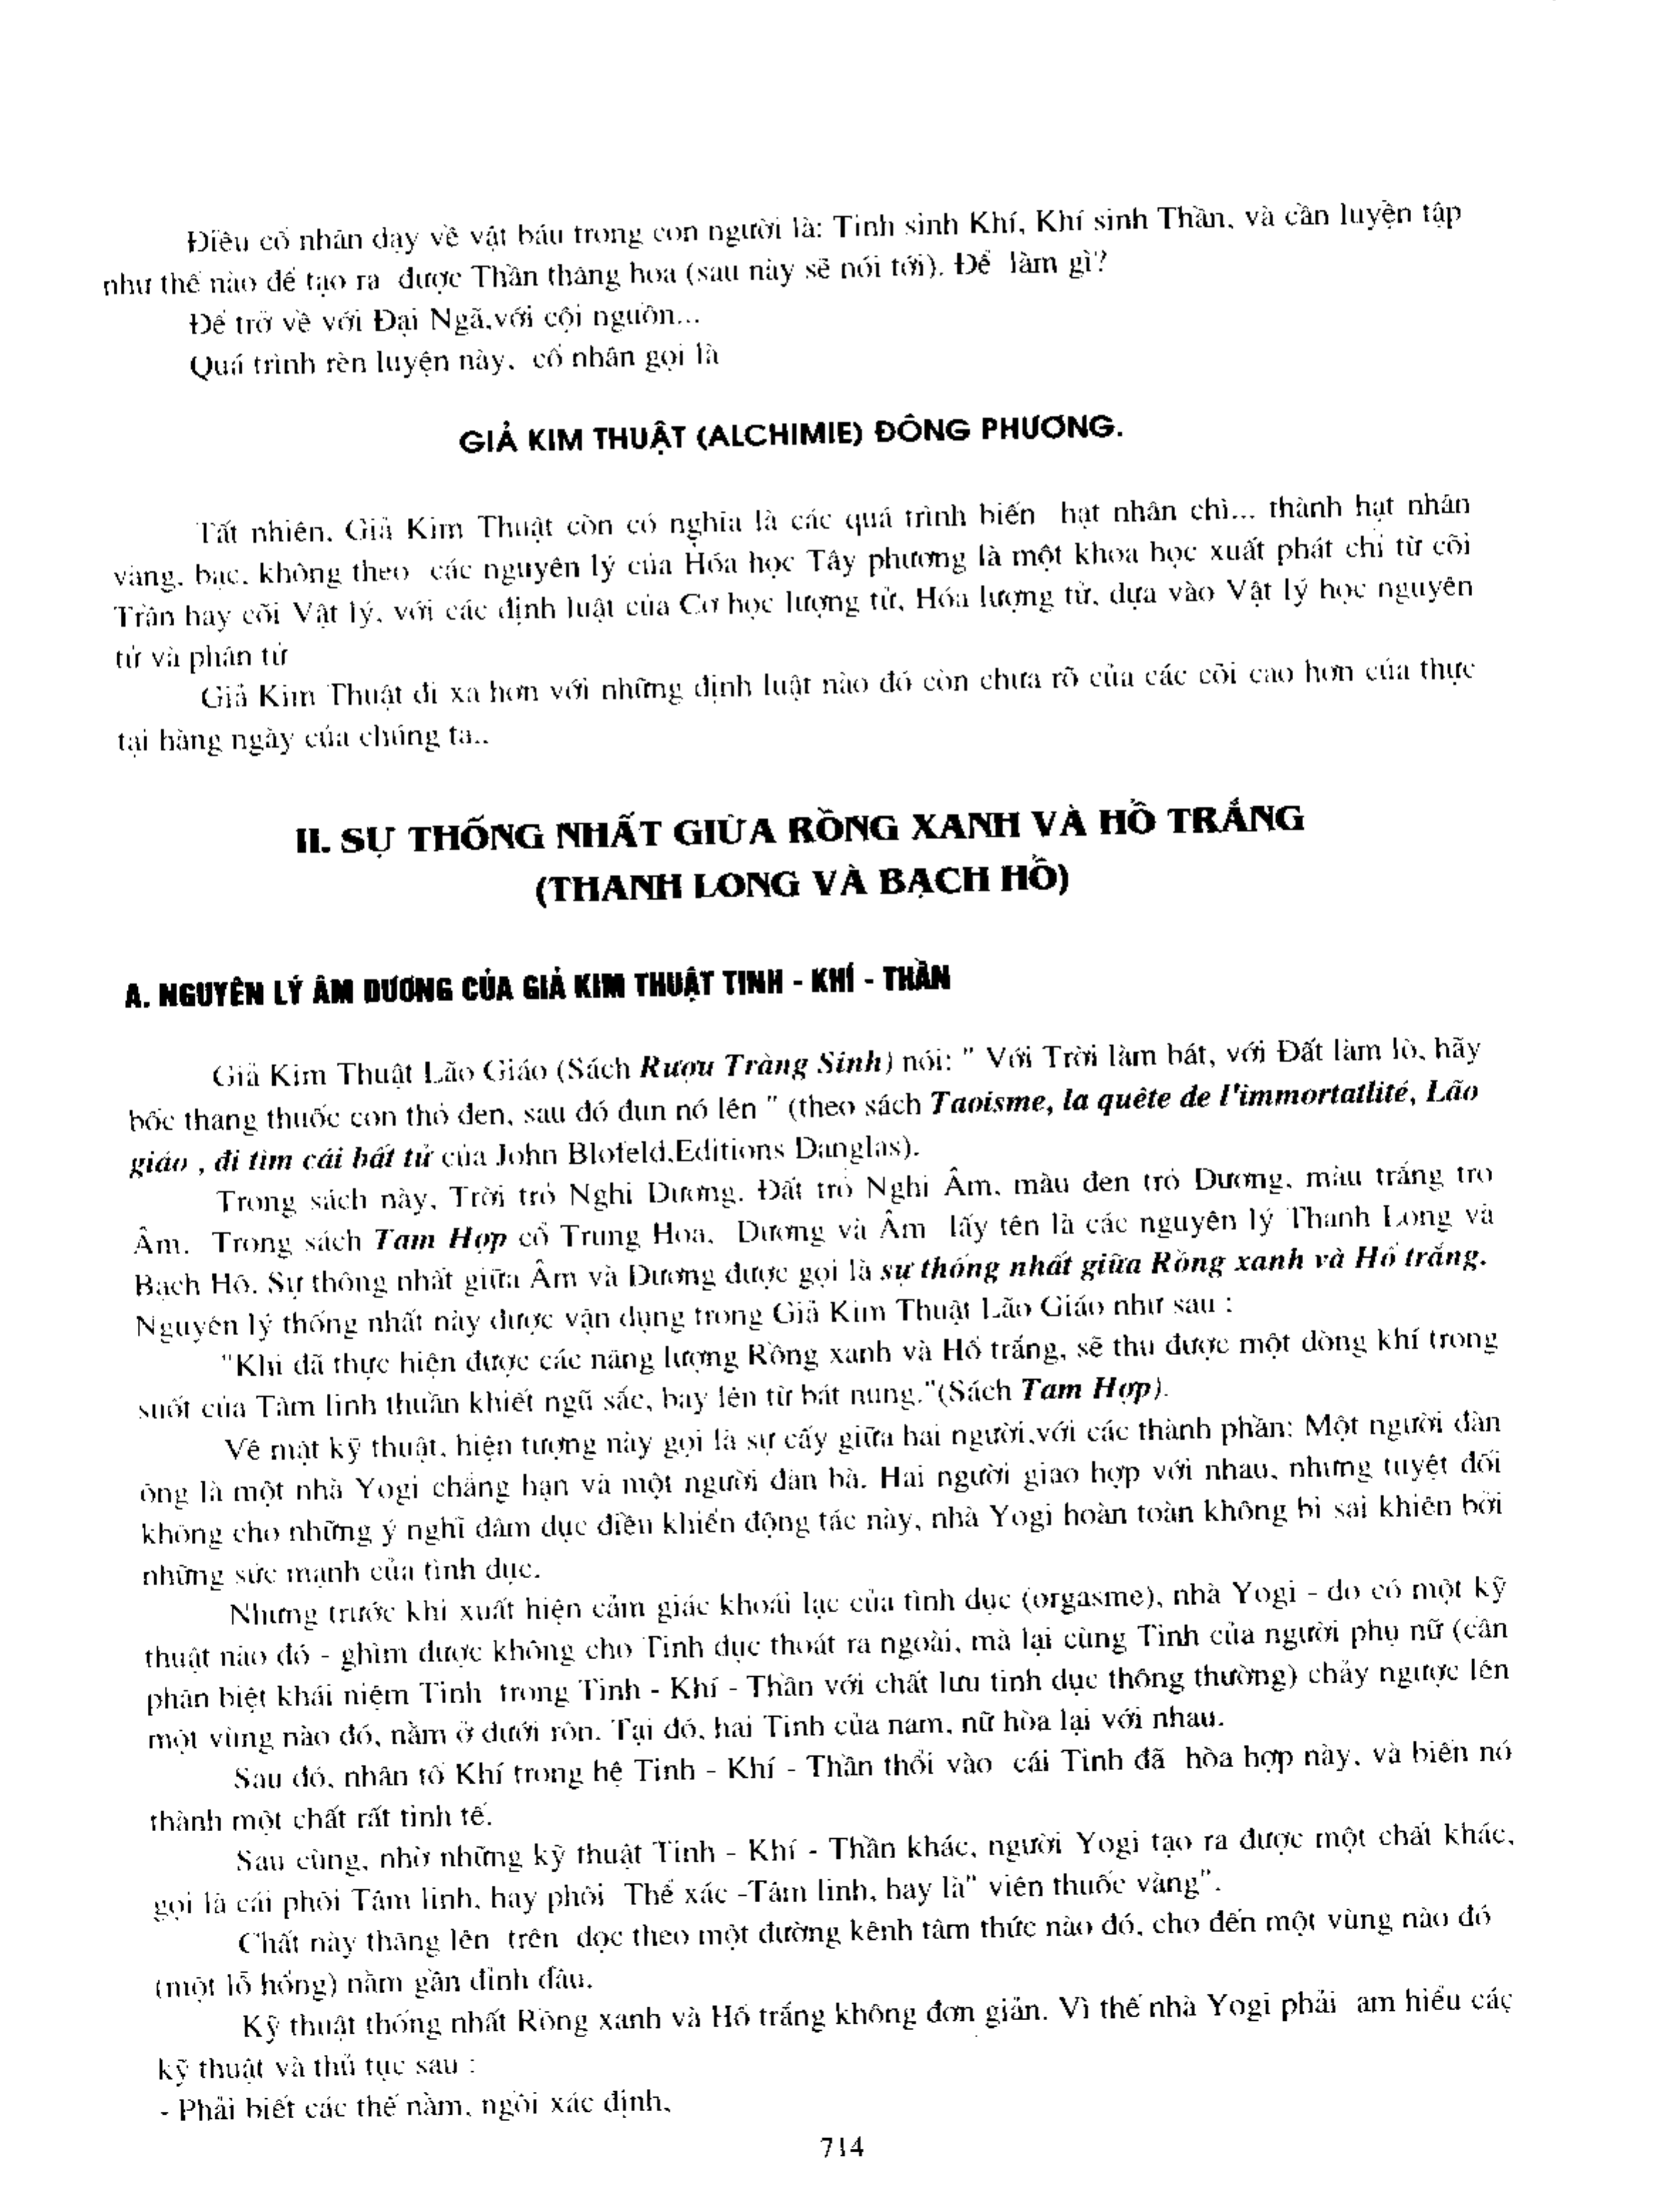 Điều cổ nhân dạy về vật báu trong con người là: Tinh sinh Khí, Khí sinh Thần, và cần luyện tập
như thế nào để tạo ra được Thần thăng hoa (sau này sẽ nói tới). Để làm gì?
Để trở về với Đại Ngã,với cội nguồn...
Quá trình rèn luyện này, cổ nhân gọi là
GIẢ KIM THUẬT (ALCHIMIE) ĐÔNG PHƯƠNG.
Tất nhiên, Giả Kim Thuật còn có nghĩa là các quá trình biến hạt nhân chì... thành hạt nhân
vàng, bạc, không theo các nguyên lý của Hóa học Tây phương là một khoa học xuất phát chỉ từ cõi
Trần hay cõi Vật lý, với các định luật của Cơ học lượng tử, Hóa lượng tử, dựa vào Vật lý học nguyên
tử và phân tử
Giả Kim Thuật đi xa hơn với những định luật nào đó còn chưa rõ của các cõi cao hơn của thực
tại hàng ngày của chúng ta..
II. SỰ THỐNG NHẤT GIỮA RỒNG XANH VÀ HỔ TRẮNG
(THANH LONG VÀ BẠCH HỔ)
A. NGUYÊN LÝ ÂM DƯƠNG CỦA GIẢ KIM THUẬT TINH - KHÍ - THẦN
Giả Kim Thuật Lão Giáo (Sách Rượu Tràng Sinh) nói: " Với Trời làm bát, với Đất làm lò, hãy
bốc thang thuốc con thỏ đen, sau đó đun nó lên " (theo sách Taoisme, la quête de l'immortatlité, Lão
giáo , đi tìm cái bất tử của John Blofeld,Editions Danglas).
Trong sách này, Trời trỏ Nghi Dương, Đất trỏ Nghi Âm, màu đen trỏ Dương, màu trắng trỏ
Âm. Trong sách Tam Hợp cổ Trung Hoa, Dương và Âm lấy tên là các nguyên lý Thanh Long và
Bạch Hổ. Sự thống nhất giữa Âm và Dương được gọi là sự thống nhất giữa Rồng xanh và Hổ trắng.
Nguyên lý thống nhất này được vận dụng trong Giả Kim Thuật Lão Giáo như sau :
"Khi đã thực hiện được các năng lượng Rồng xanh và Hổ trắng, sẽ thu được một dòng khí trong
suốt của Tâm linh thuần khiết ngũ sắc, bay lên từ bát nung."(Sách Tam Hợp).
Về mặt kỹ thuật, hiện tượng này gọi là sự cấy giữa hai người,với các thành phần: Một người đàn
ông là một nhà Yogi chẳng hạn và một người đàn bà. Hai người giao hợp với nhau, nhưng tuyệt đối
không cho những ý nghĩ dâm dục điều khiển động tác này, nhà Yogi hoàn toàn không bị sai khiến bởi
những sức mạnh của tình dục.
Nhưng trước khi xuất hiện cảm giác khoái lạc của tình dục (orgasme), nhà Yogi - do có một kỹ
thuật nào đó - ghìm được không cho Tinh dục thoát ra ngoài, mà lại cùng Tinh của người phụ nữ (cần
phân biệt khái niệm Tinh trong Tinh - Khí - Thần với chất lưu tinh dục thông thường) chảy ngược lên
một vùng nào đó, nằm ở dưới rốn. Tại đó, hai Tinh của nam, nữ hòa lại với nhau.
Sau đó, nhân tố Khí trong hệ Tinh - Khí - Thần thổi vào cái Tinh đã hòa hợp này, và biến nó
thành một chất rất tinh tế.
Sau cùng, nhờ những kỹ thuật Tinh - Khí - Thần khác, người Yogi tạo ra được một chất khác,
gọi là cái phôi Tâm linh, hay phôi Thể xác -Tâm linh, hay là" viên thuốc vàng".
Chất này thăng lên trên dọc theo một đường kênh tâm thức nào đó, cho đến một vùng nào đó
(một lỗ hổng) nằm gần đỉnh đầu.
Kỹ thuật thống nhất Rồng xanh và Hổ trắng không đơn giản. Vì thế nhà Yogi phải am hiểu các
kỹ thuật và thủ tục sau :
- Phải biết các thế nằm, ngồi xác định,
714